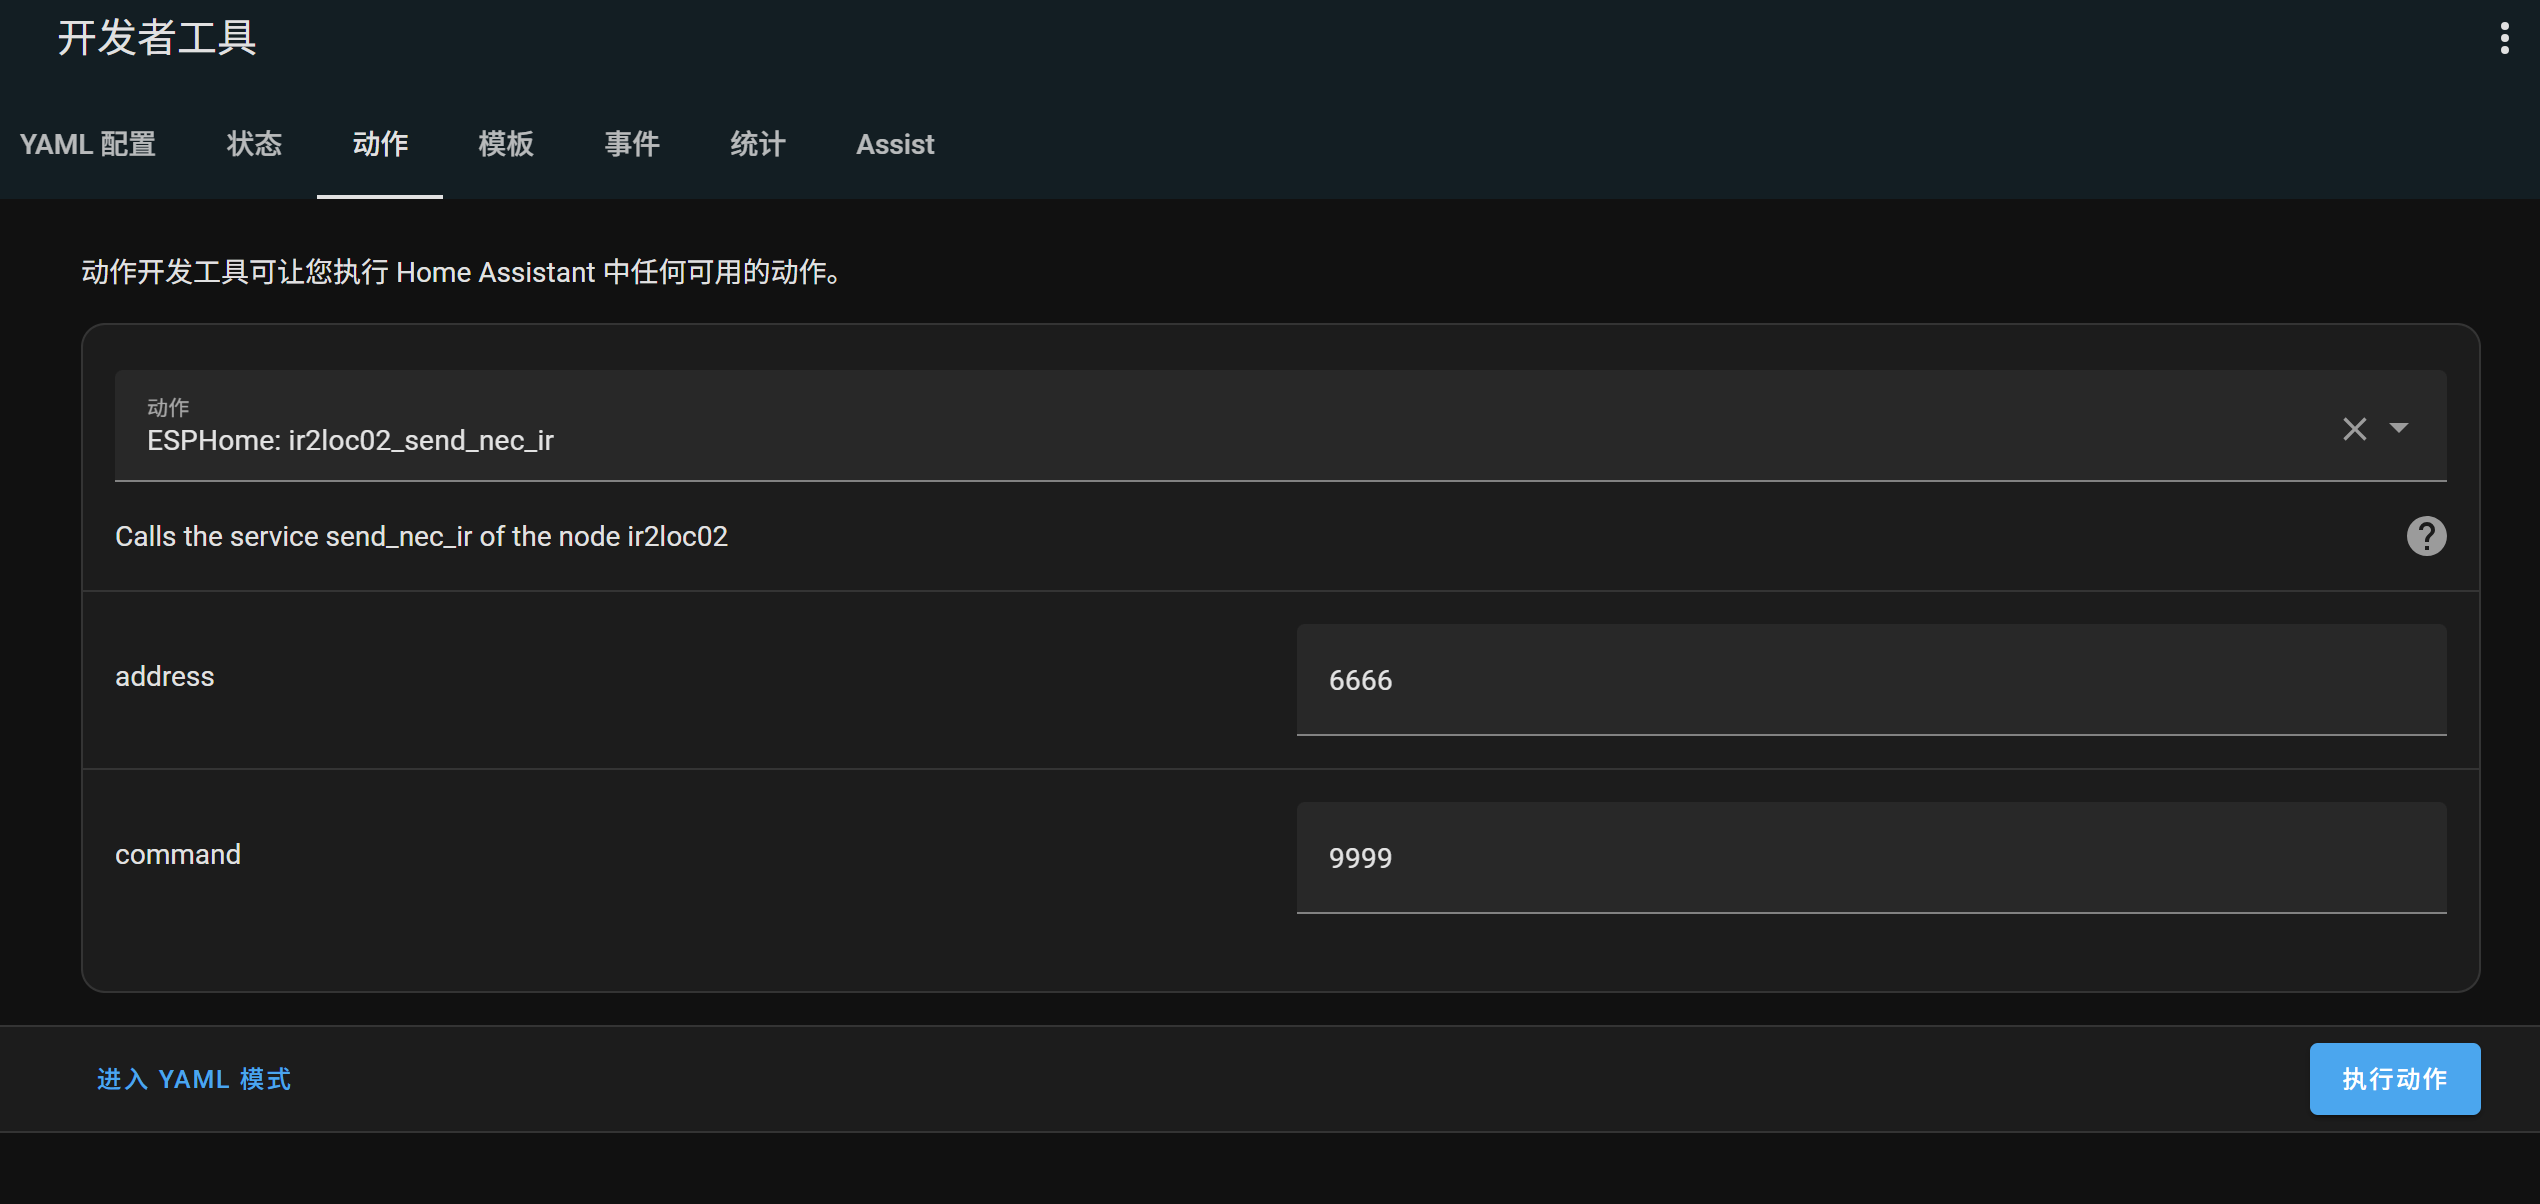 开发者工具
YAML 配置
状态
动作
模板
事件
统计
Assist
动作开发工具可让您执行 Home Assistant 中任何可用的动作。
动作
ESPHome: ir2loc02_send_nec_ir
Calls the service send_nec_ir of the node ir2loc02
address
6666
command
9999
进入 YAML 模式
执行动作